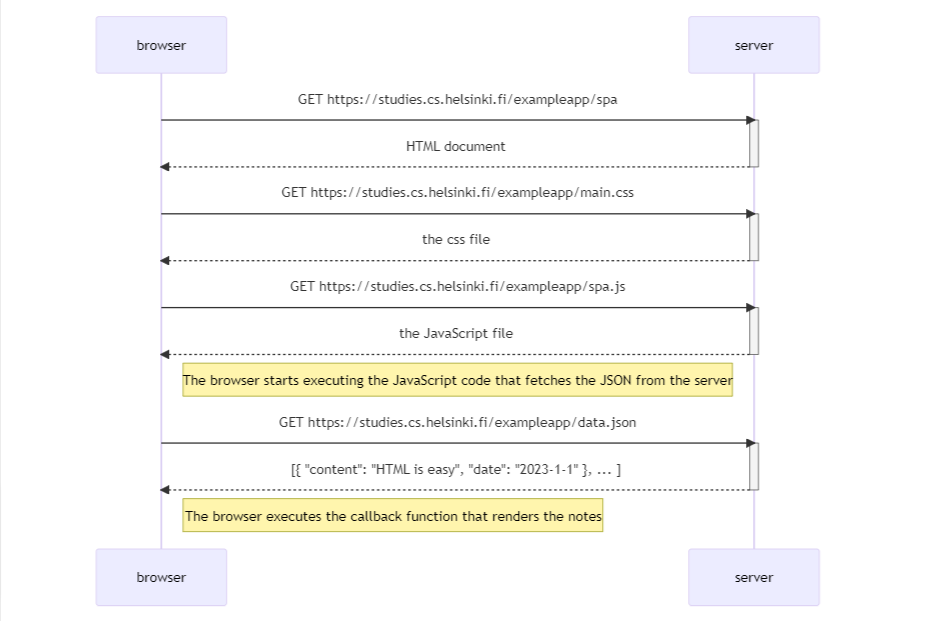 browser
server
GET https://studies.cs.helsinki.fi/exampleapp/spa
HTML document
GET https://studies.cs.helsinki.fi/exampleapp/main.css
the css file
GET https://studies.cs.helsinki.fi/exampleapp/spa.js
the JavaScript file
The browser starts executing the JavaScript code that fetches the JSON from the server
GET https://studies.cs.helsinki.fi/exampleapp/data.json
[{ "content": "HTML is easy", "date": "2023-1-1" }, ... ]
The browser executes the callback function that renders the notes
browser
server